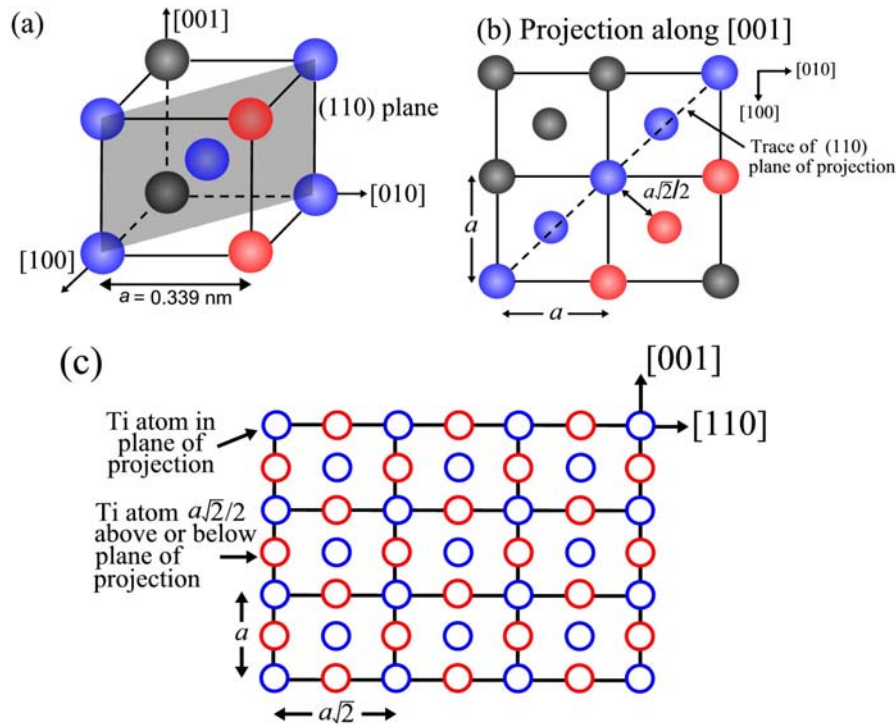 (a)
[001]
(110) plane
[010]
[100]
a = 0.339 nm
(b) Projection along [001]
[010]
[100]
Trace of (110)
plane of projection
a√2/2
a
a
(c)
[001]
Ti atom in
plane of
projection
[110]
Ti atom a√2/2
above or below
plane of
projection
a
a√2